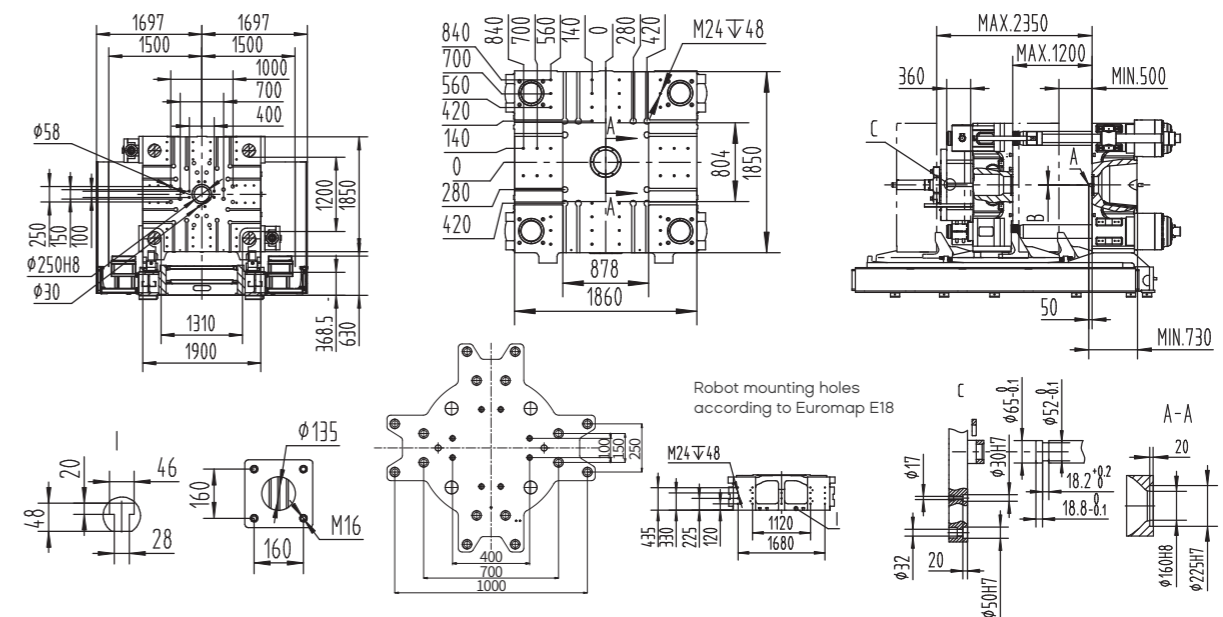 1697
1697
1500
1500
1000
700
400
Φ58
1200
1850
250
150
100
Φ250H8
Φ30
1310
1900
368.5
630
840
700
560
140
0
280
420
M24↧48
840
700
560
420
140
0
280
420
A
A
804
1850
878
1860
MAX.2350
MAX.1200
360
MIN.500
C
A
B
50
MIN.730
I
20
46
48
28
Φ135
160
M16
160
100
150
250
400
700
1000
Robot mounting holes
according to Euromap E18
M24↧48
435
330
225
120
1120
1680
I
C
Φ65-0.1 0
Φ52-0.1 0
Φ30H7
Φ17
18.2+0.2 0
18.8-0.1 0
Φ32
20
Φ50H7
A-A
20
Φ160H8
Φ225H7